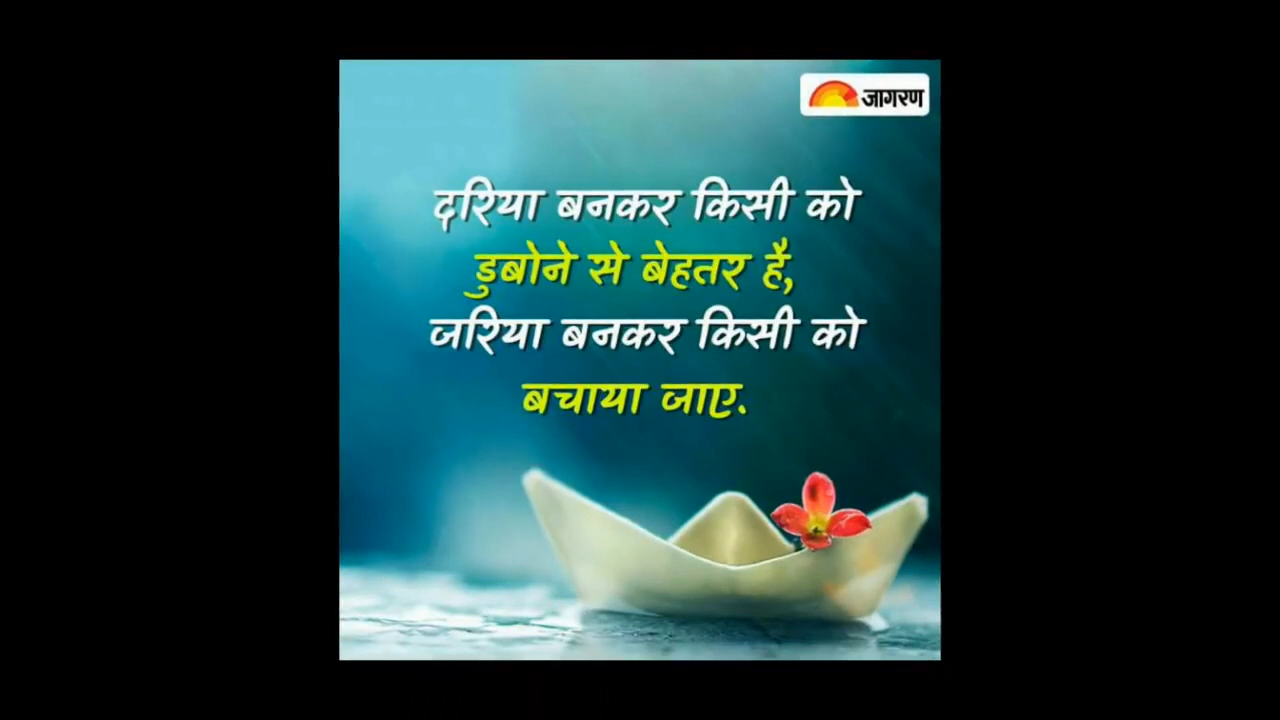 जागरण
दरिया बनकर किसी को
डुबोने से बेहतर है,
जरिया बनकर किसी को
बचाया जाए.